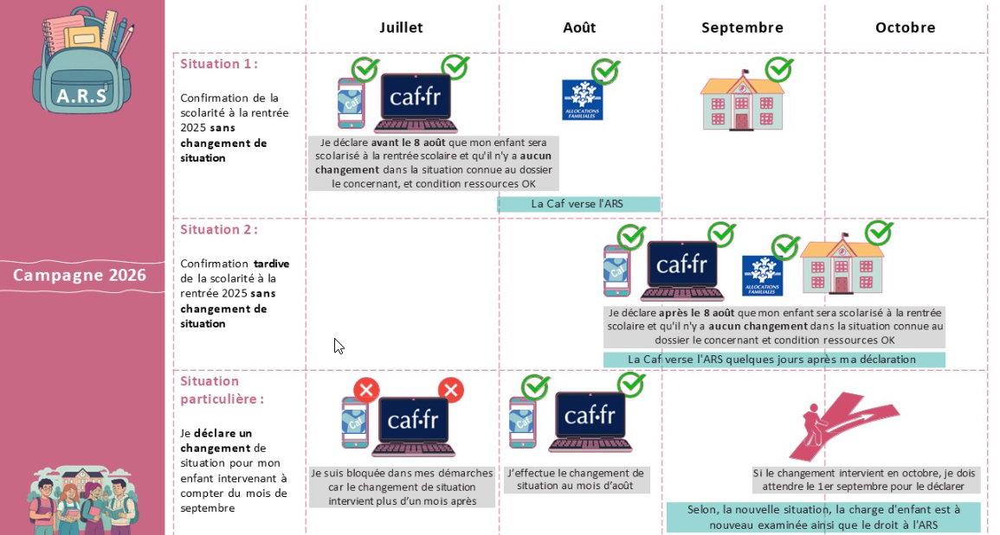 A.R.S
Campagne 2026
Juillet
Août
Septembre
Octobre
Situation 1 :
Confirmation de la
scolarité à la rentrée
2025 sans
changement de
situation
Caf
caf.fr
ALLOCATIONS
FAMILIALES
Je déclare avant le 8 août que mon enfant sera
scolarisé à la rentrée scolaire et qu'il n'y a aucun
changement dans la situation connue au dossier
le concernant, et condition ressources OK
La Caf verse l'ARS
Situation 2 :
Confirmation tardive
de la scolarité à la
rentrée 2025 sans
changement de
situation
Caf
caf.fr
ALLOCATIONS
FAMILIALES
Je déclare après le 8 août que mon enfant sera scolarisé à la rentrée
scolaire et qu'il n'y a aucun changement dans la situation connue au
dossier le concernant et condition ressources OK
La Caf verse l'ARS quelques jours après ma déclaration
Situation
particulière :
Je déclare un
changement de
situation pour mon
enfant intervenant à
compter du mois de
septembre
Caf
caf.fr
Je suis bloquée dans mes démarches
car le changement de situation
intervient plus d'un mois après
Caf
caf.fr
J'effectue le changement de
situation au mois d'août
Si le changement intervient en octobre, je dois
attendre le 1er septembre pour le déclarer
Selon, la nouvelle situation, la charge d'enfant est à
nouveau examinée ainsi que le droit à l'ARS